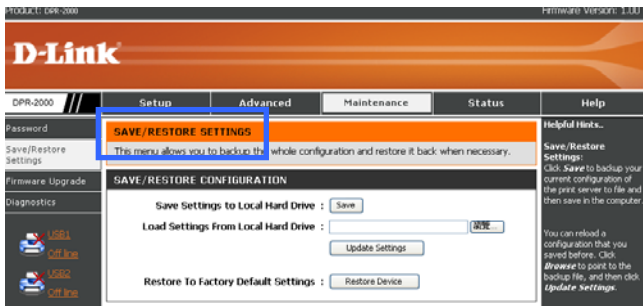 Product: DPR-2000
Firmware Version: 1.00
D-Link
DPR-2000
Setup
Advanced
Maintenance
Status
Help
Password
Save/Restore
Settings
Firmware Upgrade
Diagnostics
USB1
Off line
USB2
Off line
SAVE/RESTORE SETTINGS
This menu allows you to backup the whole configuration and restore it back when necessary.
SAVE/RESTORE CONFIGURATION
Save Settings to Local Hard Drive :
Save
Load Settings From Local Hard Drive :
瀏覽...
Update Settings
Restore To Factory Default Settings :
Restore Device
Helpful Hints..
Save/Restore
Settings:
Click Save to backup your
current configuration of
the print server to file and
then save in the computer.
You can reload a
configuration that you
saved before. Click
Browse to point to the
backup file, and then click
Update Settings.